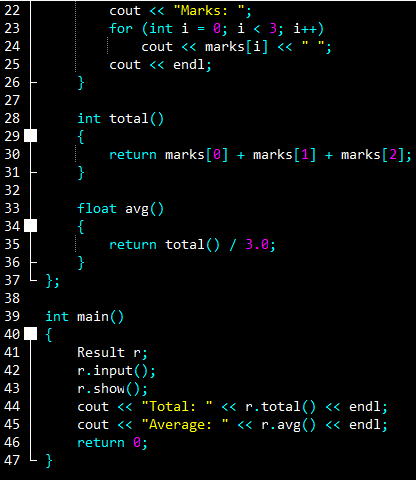 22         cout << "Marks: ";
23         for (int i = 0; i < 3; i++)
24             cout << marks[i] << " ";
25         cout << endl;
26     }
27
28     int total()
29     {
30         return marks[0] + marks[1] + marks[2];
31     }
32
33     float avg()
34     {
35         return total() / 3.0;
36     }
37 };
38
39 int main()
40 {
41     Result r;
42     r.input();
43     r.show();
44     cout << "Total: " << r.total() << endl;
45     cout << "Average: " << r.avg() << endl;
46     return 0;
47 }